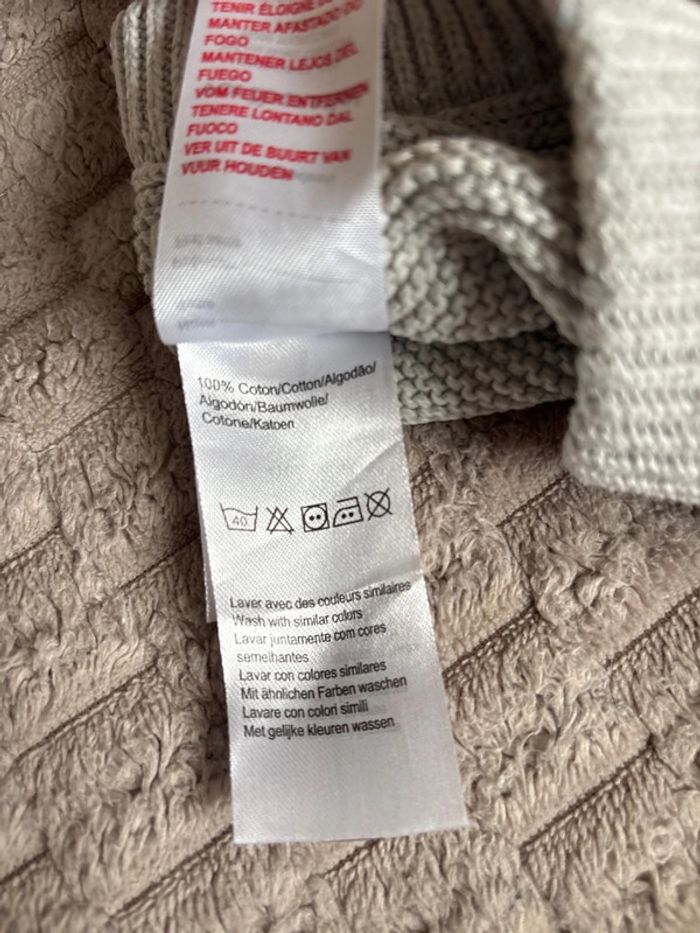 TENIR ÉLOIGNÉ
MANTER AFASTADO DO
FOGO
MANTENER LEJOS DEL
FUEGO
VOM FEUER ENTFERNEN
TENERE LONTANO DAL
FUOCO
VER UIT DE BUURT VAN
VUUR HOUDEN
100% Coton/Cotton/Algodão/
Algodón/Baumwolle/
Cotone/Katoen
40
Laver avec des couleurs similaires
Wash with similar colors
Lavar juntamente com cores
semelhantes
Lavar con colores similares
Mit ähnlichen Farben waschen
Lavare con colori simili
Met gelijke kleuren wassen